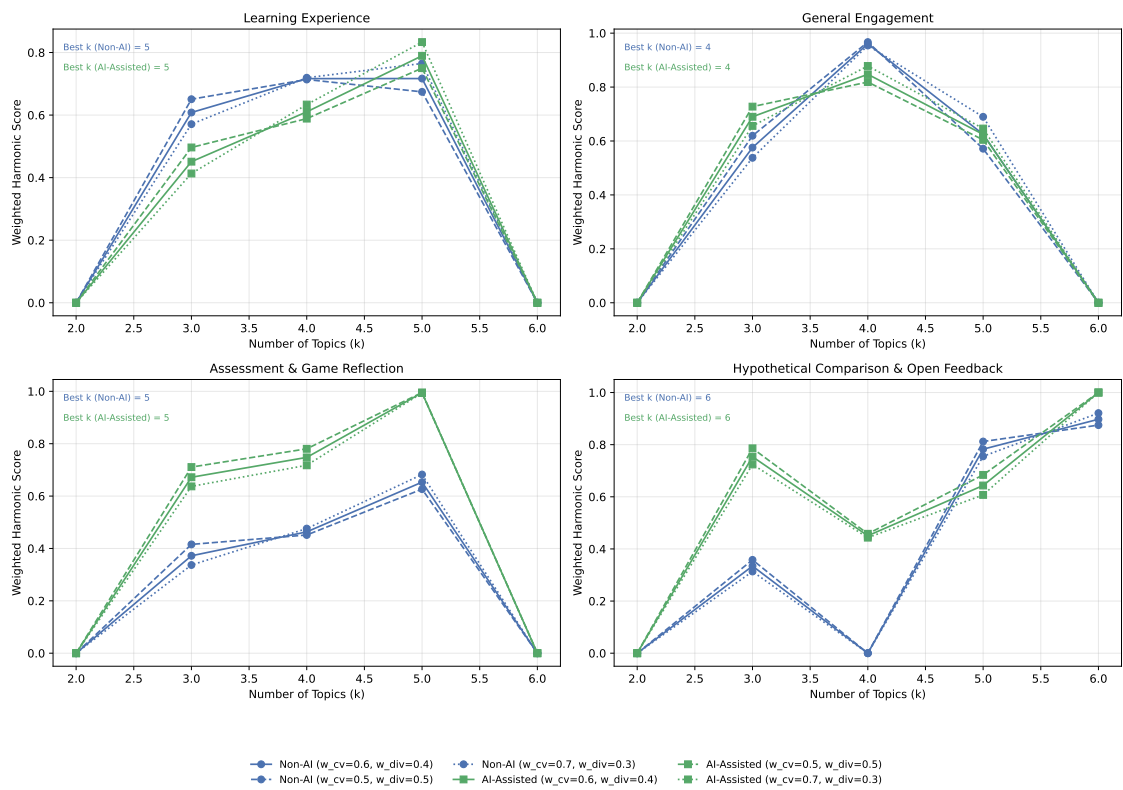 Learning Experience
Best k (Non-AI) = 5
Best k (AI-Assisted) = 5
Weighted Harmonic Score
0.8
0.6
0.4
0.2
0.0
2.0 2.5 3.0 3.5 4.0 4.5 5.0 5.5 6.0
Number of Topics (k)
General Engagement
Best k (Non-AI) = 4
Best k (AI-Assisted) = 4
Weighted Harmonic Score
1.0
0.8
0.6
0.4
0.2
0.0
2.0 2.5 3.0 3.5 4.0 4.5 5.0 5.5 6.0
Number of Topics (k)
Assessment & Game Reflection
Best k (Non-AI) = 5
Best k (AI-Assisted) = 5
Weighted Harmonic Score
1.0
0.8
0.6
0.4
0.2
0.0
2.0 2.5 3.0 3.5 4.0 4.5 5.0 5.5 6.0
Number of Topics (k)
Hypothetical Comparison & Open Feedback
Best k (Non-AI) = 6
Best k (AI-Assisted) = 6
Weighted Harmonic Score
1.0
0.8
0.6
0.4
0.2
0.0
2.0 2.5 3.0 3.5 4.0 4.5 5.0 5.5 6.0
Number of Topics (k)
Non-AI (w_cv=0.6, w_div=0.4)
Non-AI (w_cv=0.5, w_div=0.5)
Non-AI (w_cv=0.7, w_div=0.3)
AI-Assisted (w_cv=0.6, w_div=0.4)
AI-Assisted (w_cv=0.5, w_div=0.5)
AI-Assisted (w_cv=0.7, w_div=0.3)